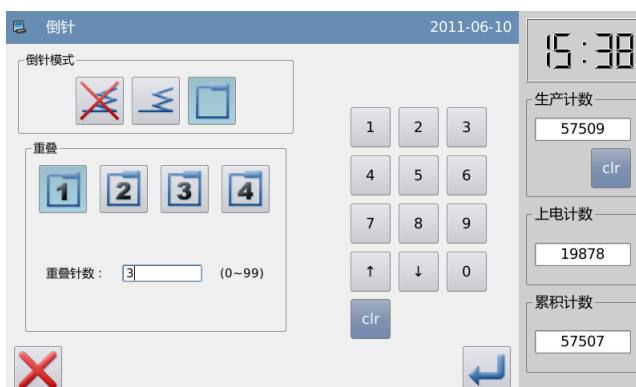 倒针 2011-06-10
倒针模式
重叠
1 2 3 4
重叠针数： 3 (0~99)
1 2 3
4 5 6
7 8 9
↑ ↓ 0
clr
15:38
生产计数
57509
clr
上电计数
19878
累积计数
57507